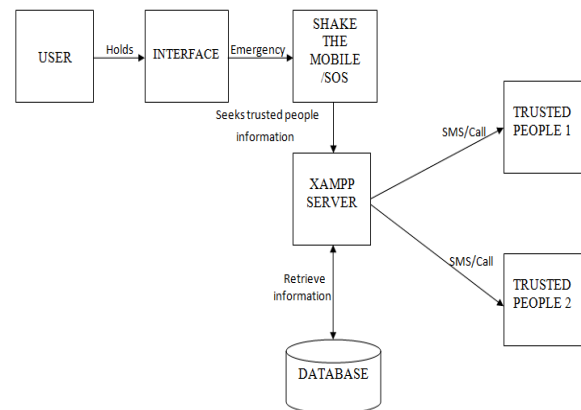 USER
Holds
INTERFACE
Emergency
SHAKE
THE
MOBILE
/SOS
Seeks trusted people
information
XAMPP
SERVER
SMS/Call
TRUSTED
PEOPLE 1
SMS/Call
TRUSTED
PEOPLE 2
Retrieve
information
DATABASE